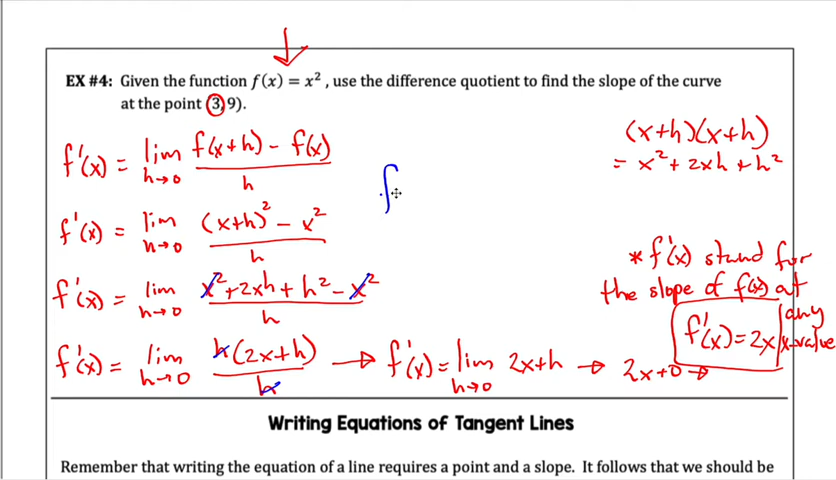 EX #4: Given the function f(x) = x², use the difference quotient to find the slope of the curve
at the point (3,9).
(x+h)(x+h)
= x² + 2xh + h²
f'(x) = lim h→0 f(x+h) - f(x) / h
f
f'(x) = lim h→0 (x+h)² - x² / h
* f'(x) stand for
the slope of f(x) at
any
x-value
f'(x) = lim h→0 x² + 2xh + h² - x² / h
f'(x) = 2x
f'(x) = lim h→0 h(2x+h) / h → f'(x) = lim h→0 2x+h → 2x+0 →
Writing Equations of Tangent Lines
Remember that writing the equation of a line requires a point and a slope. It follows that we should be